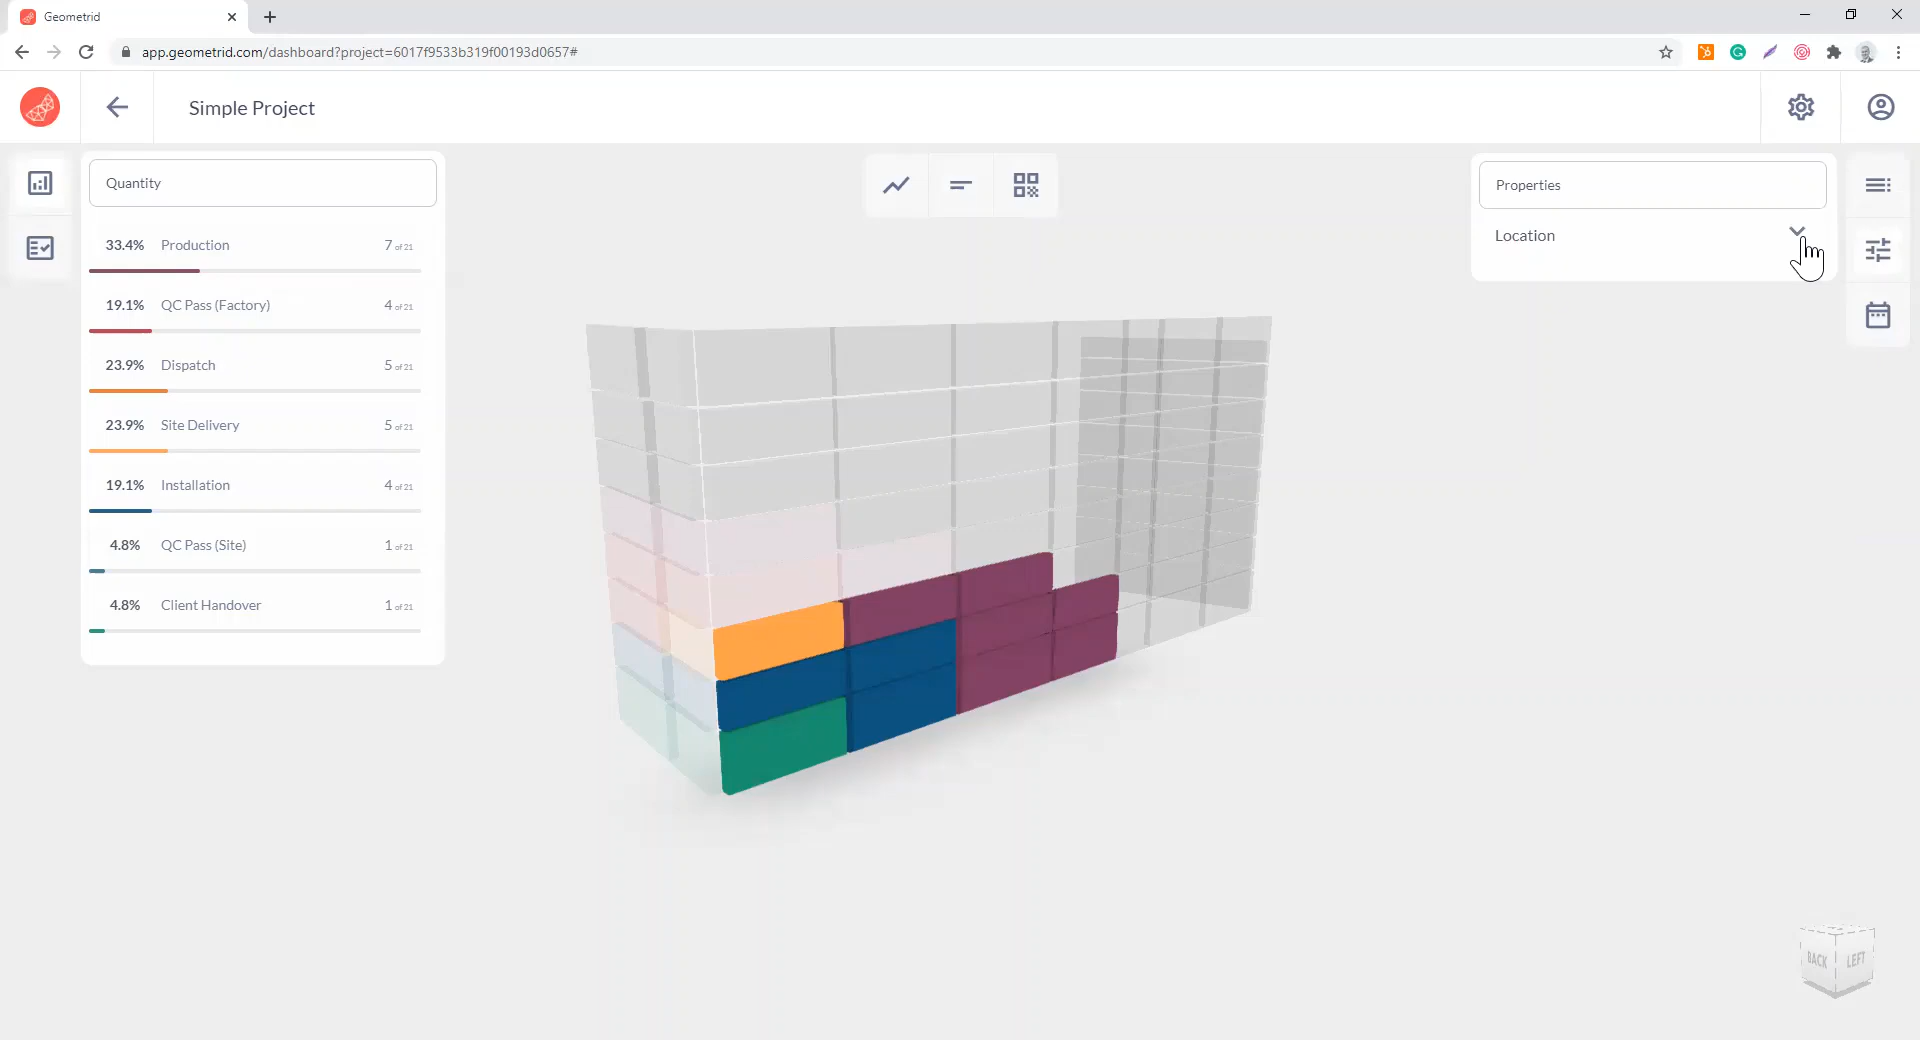 Geometrid
app.geometrid.com/dashboard?project=6017f9533b319f00193d0657#
Simple Project
Quantity
33.4% Production 7 of 21
19.1% QC Pass (Factory) 4 of 21
23.9% Dispatch 5 of 21
23.9% Site Delivery 5 of 21
19.1% Installation 4 of 21
4.8% QC Pass (Site) 1 of 21
4.8% Client Handover 1 of 21
Properties
Location
BACK LEFT